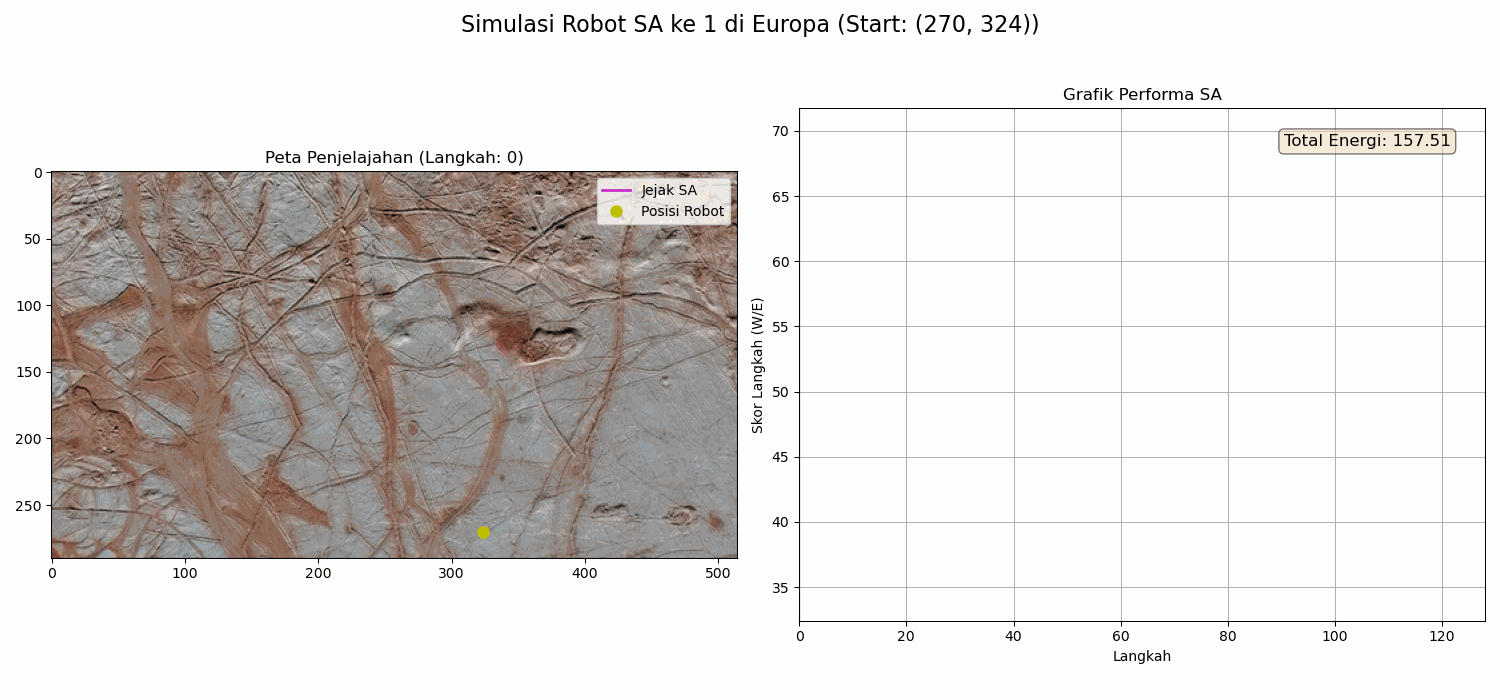 Simulasi Robot SA ke 1 di Europa (Start: (270, 324))
Peta Penjelajahan (Langkah: 0)
Jejak SA
Posisi Robot
0
50
100
150
200
250
0 100 200 300 400 500
Grafik Performa SA
Total Energi: 157.51
Skor Langkah (W/E)
70
65
60
55
50
45
40
35
0 20 40 60 80 100 120
Langkah